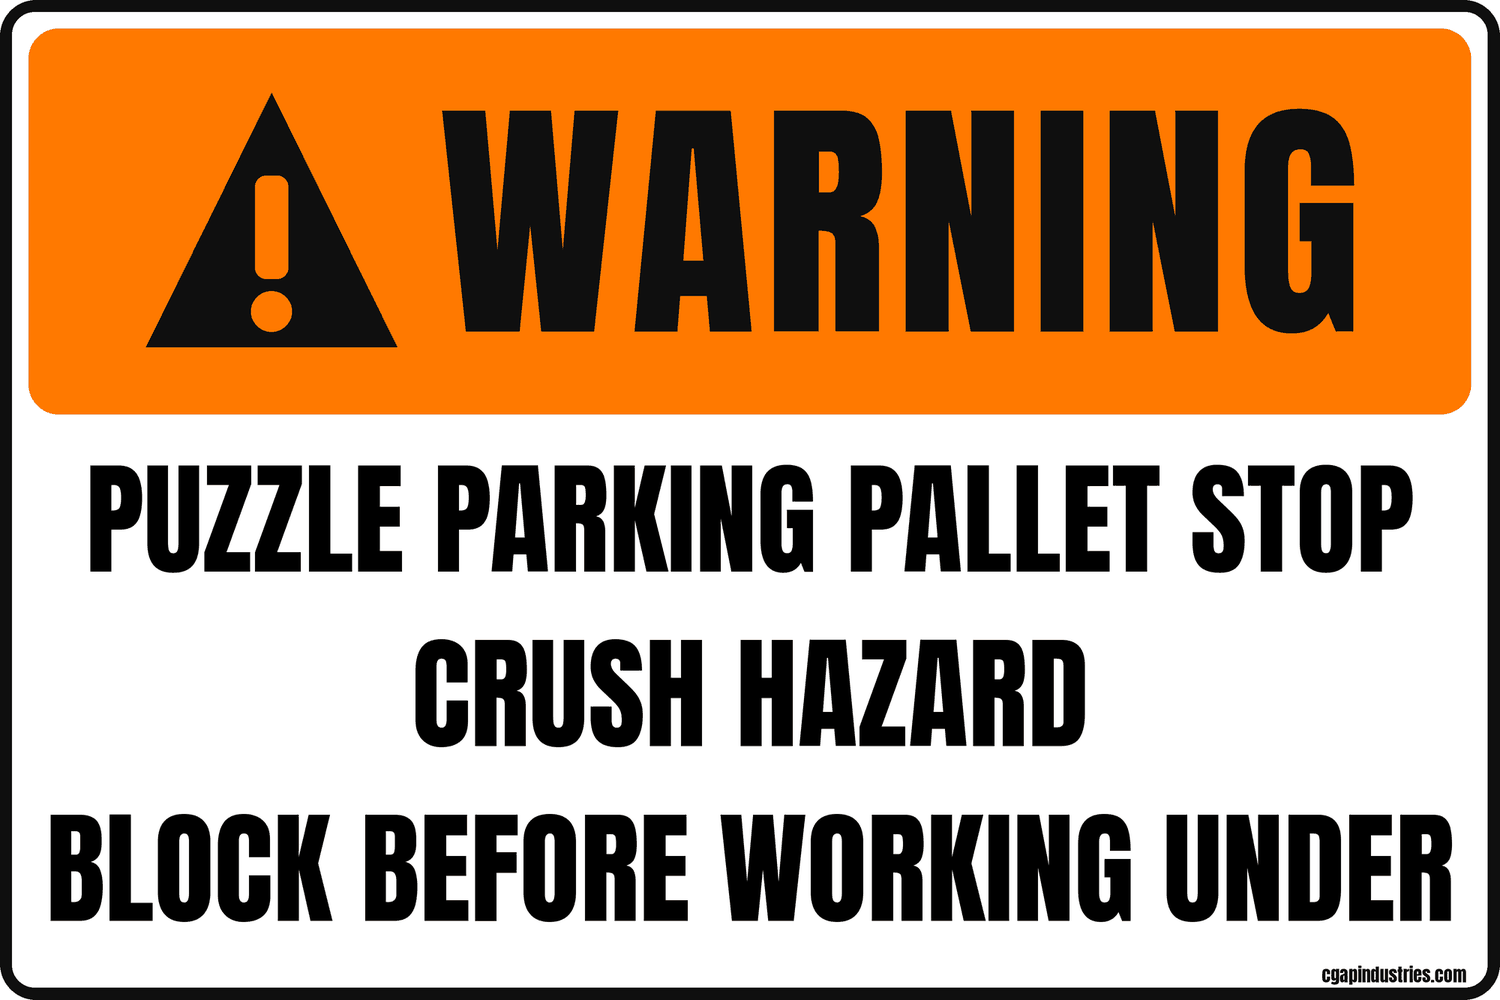 WARNING
PUZZLE PARKING PALLET STOP
CRUSH HAZARD
BLOCK BEFORE WORKING UNDER
cgapindustries.com